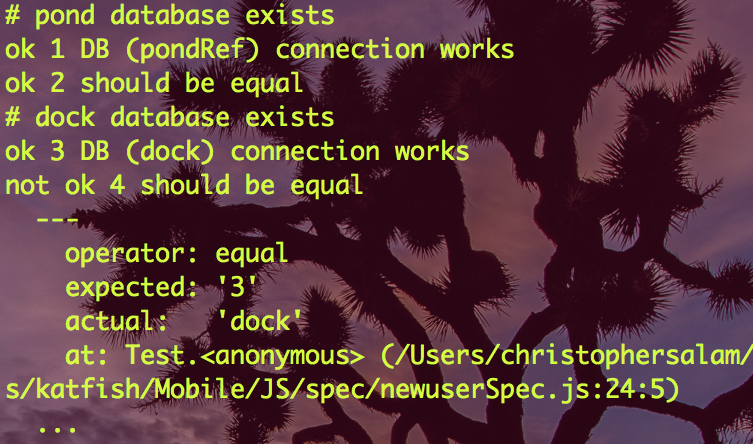 # pond database exists
ok 1 DB (pondRef) connection works
ok 2 should be equal
# dock database exists
ok 3 DB (dock) connection works
not ok 4 should be equal
  ---
    operator: equal
    expected: '3'
    actual:   'dock'
    at: Test.<anonymous> (/Users/christophersalam/
s/katfish/Mobile/JS/spec/newuserSpec.js:24:5)
  ...